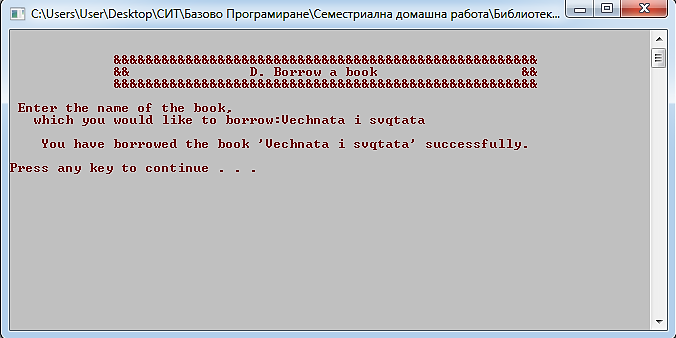 C:\Users\User\Desktop\СИТ\Базово Програмиране\Семестриална домашна работа\Библиотек...
&&&&&&&&&&&&&&&&&&&&&&&&&&&&&&&&&&&&&&&&&&&&&&&&&&&&&
&& D. Borrow a book &&
&&&&&&&&&&&&&&&&&&&&&&&&&&&&&&&&&&&&&&&&&&&&&&&&&&&&&
Enter the name of the book,
which you would like to borrow:Vechnata i svqtata
You have borrowed the book 'Vechnata i svqtata' successfully.
Press any key to continue . . .